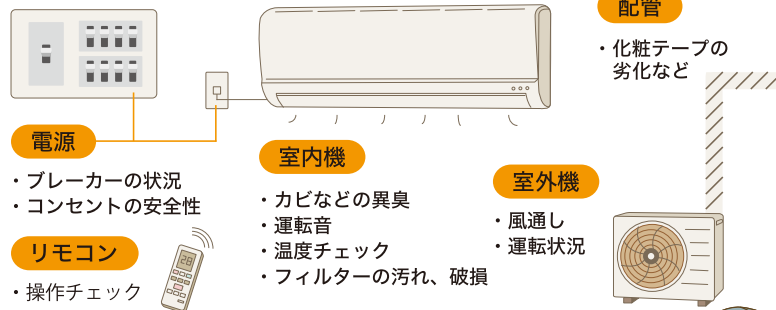 配管
・化粧テープの
劣化など
電源
・ブレーカーの状況
・コンセントの安全性
リモコン
・操作チェック
28
室内機
・カビなどの異臭
・運転音
・温度チェック
・フィルターの汚れ、破損
室外機
・風通し
・運転状況